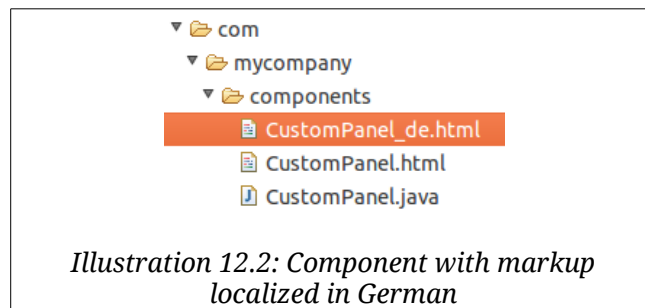 com
mycompany
components
CustomPanel_de.html
CustomPanel.html
CustomPanel.java
Illustration 12.2: Component with markup
localized in German